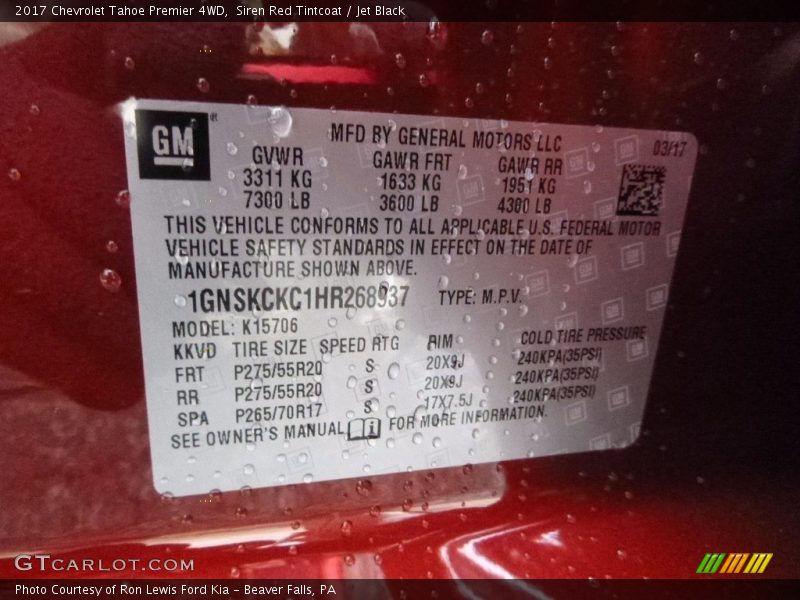 2017 Chevrolet Tahoe Premier 4WD,  Siren Red Tintcoat / Jet Black
GM ®
MFD BY GENERAL MOTORS LLC
03/17
GVWR GAWR FRT GAWR RR
3311 KG 1633 KG 1951 KG
7300 LB 3600 LB 4300 LB
THIS VEHICLE CONFORMS TO ALL APPLICABLE U.S. FEDERAL MOTOR
VEHICLE SAFETY STANDARDS IN EFFECT ON THE DATE OF
MANUFACTURE SHOWN ABOVE.
1GNSKCKC1HR268937 TYPE: M.P.V.
MODEL: K15706
KKVD TIRE SIZE SPEED RTG RIM COLD TIRE PRESSURE
FRT P275/55R20 S 20X9J 240KPA(35PSI)
RR P275/55R20 S 20X9J 240KPA(35PSI)
SPA P265/70R17 S 17X7.5J 240KPA(35PSI)
SEE OWNER'S MANUAL i FOR MORE INFORMATION.
GTCARLOT.COM
Photo Courtesy of Ron Lewis Ford Kia - Beaver Falls, PA